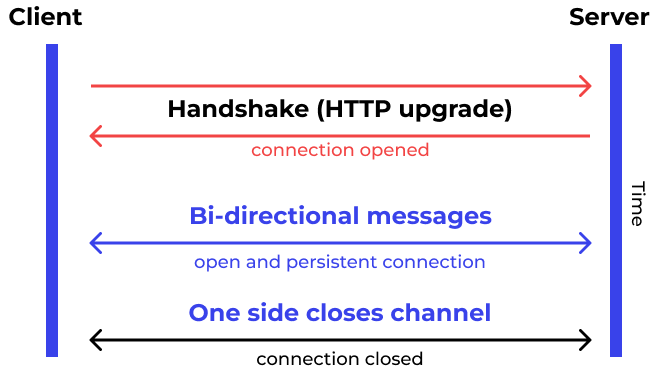 Client
Server
Handshake (HTTP upgrade)
connection opened
Time
Bi-directional messages
open and persistent connection
One side closes channel
connection closed